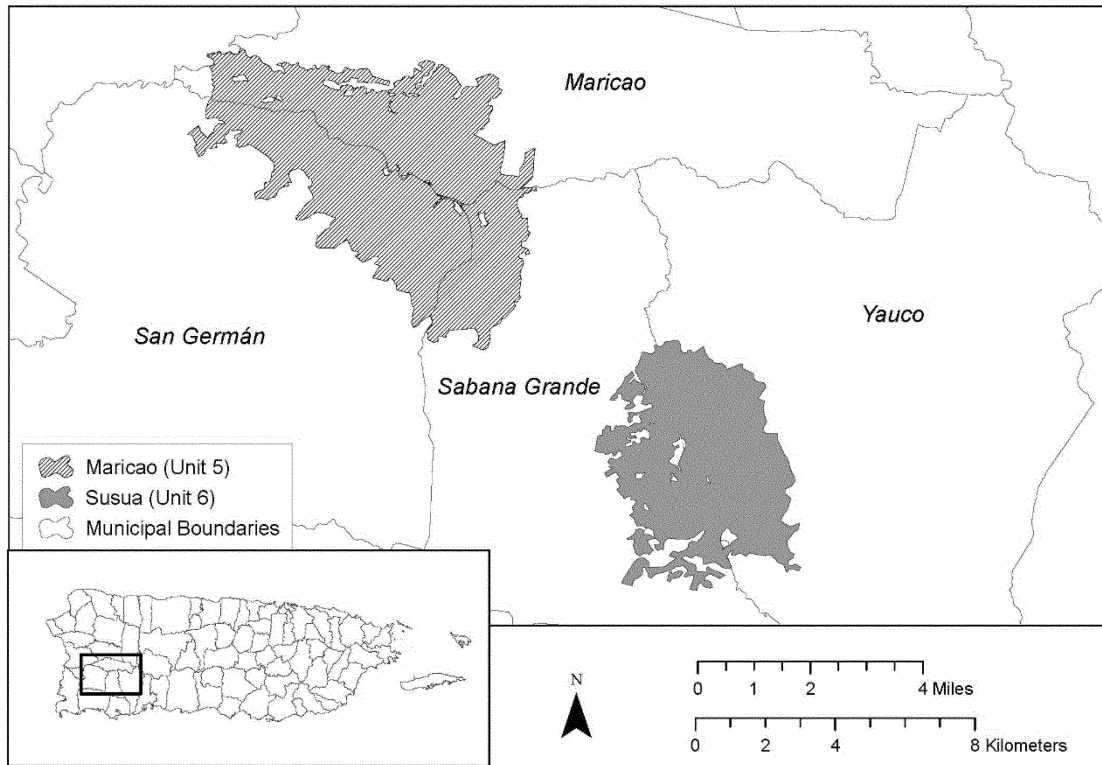 Maricao
San Germán
Yauco
Sabana Grande
Maricao (Unit 5)
Susua (Unit 6)
Municipal Boundaries
N
0 1 2 4 Miles
0 2 4 6 8 Kilometers